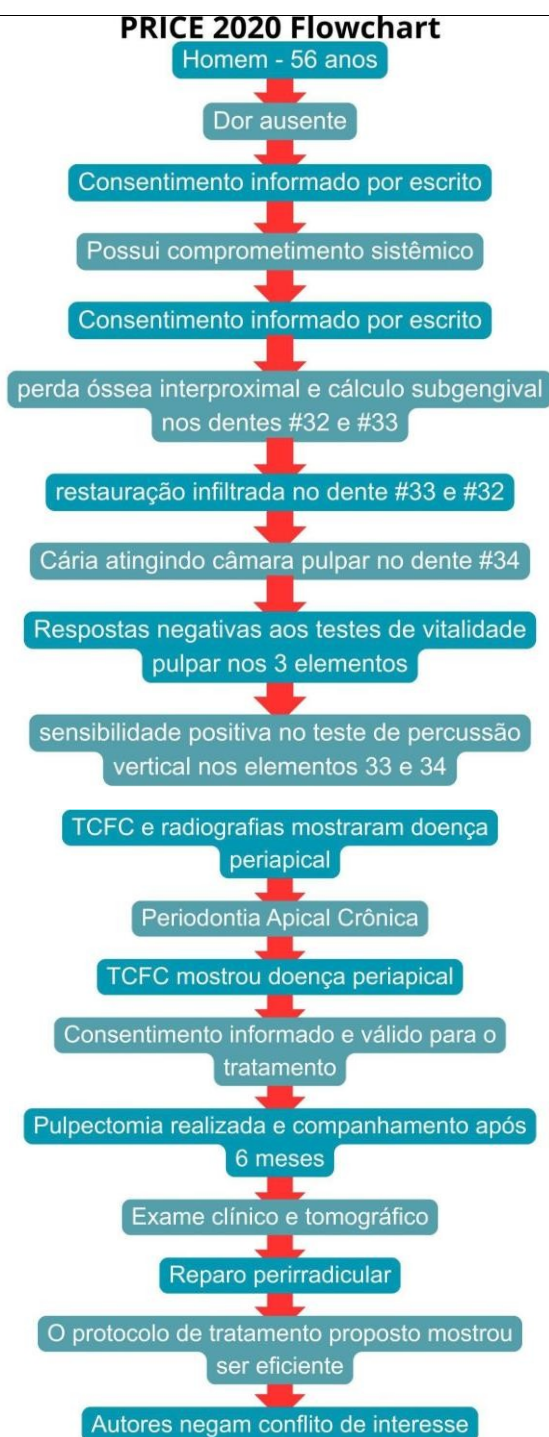 PRICE 2020 Flowchart
Homem - 56 anos
Dor ausente
Consentimento informado por escrito
Possui comprometimento sistêmico
Consentimento informado por escrito
perda óssea interproximal e cálculo subgengival
nos dentes #32 e #33
restauração infiltrada no dente #33 e #32
Cária atingindo câmara pulpar no dente #34
Respostas negativas aos testes de vitalidade
pulpar nos 3 elementos
sensibilidade positiva no teste de percussão
vertical nos elementos 33 e 34
TCFC e radiografias mostraram doença
periapical
Periodontia Apical Crônica
TCFC mostrou doença periapical
Consentimento informado e válido para o
tratamento
Pulpectomia realizada e companhamento após
6 meses
Exame clínico e tomográfico
Reparo perirradicular
O protocolo de tratamento proposto mostrou
ser eficiente
Autores negam conflito de interesse